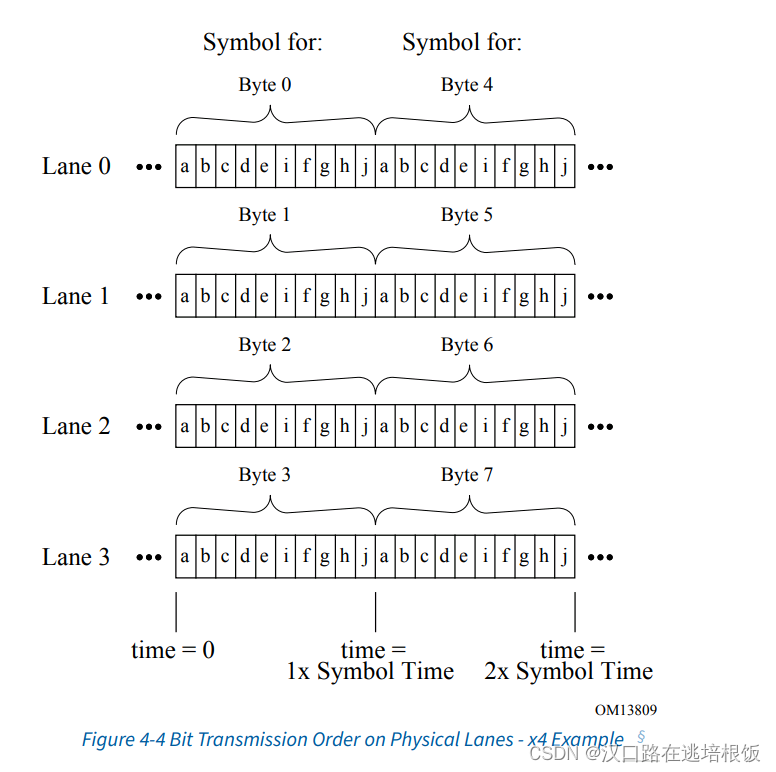 Symbol for: Symbol for:
Byte 0 Byte 4
Lane 0 ••• a b c d e i f g h j a b c d e i f g h j •••
Byte 1 Byte 5
Lane 1 ••• a b c d e i f g h j a b c d e i f g h j •••
Byte 2 Byte 6
Lane 2 ••• a b c d e i f g h j a b c d e i f g h j •••
Byte 3 Byte 7
Lane 3 ••• a b c d e i f g h j a b c d e i f g h j •••
time = 0 time = time =
1x Symbol Time 2x Symbol Time
OM13809
Figure 4-4 Bit Transmission Order on Physical Lanes - x4 Example §
CSDN @汉口路在逃培根饭